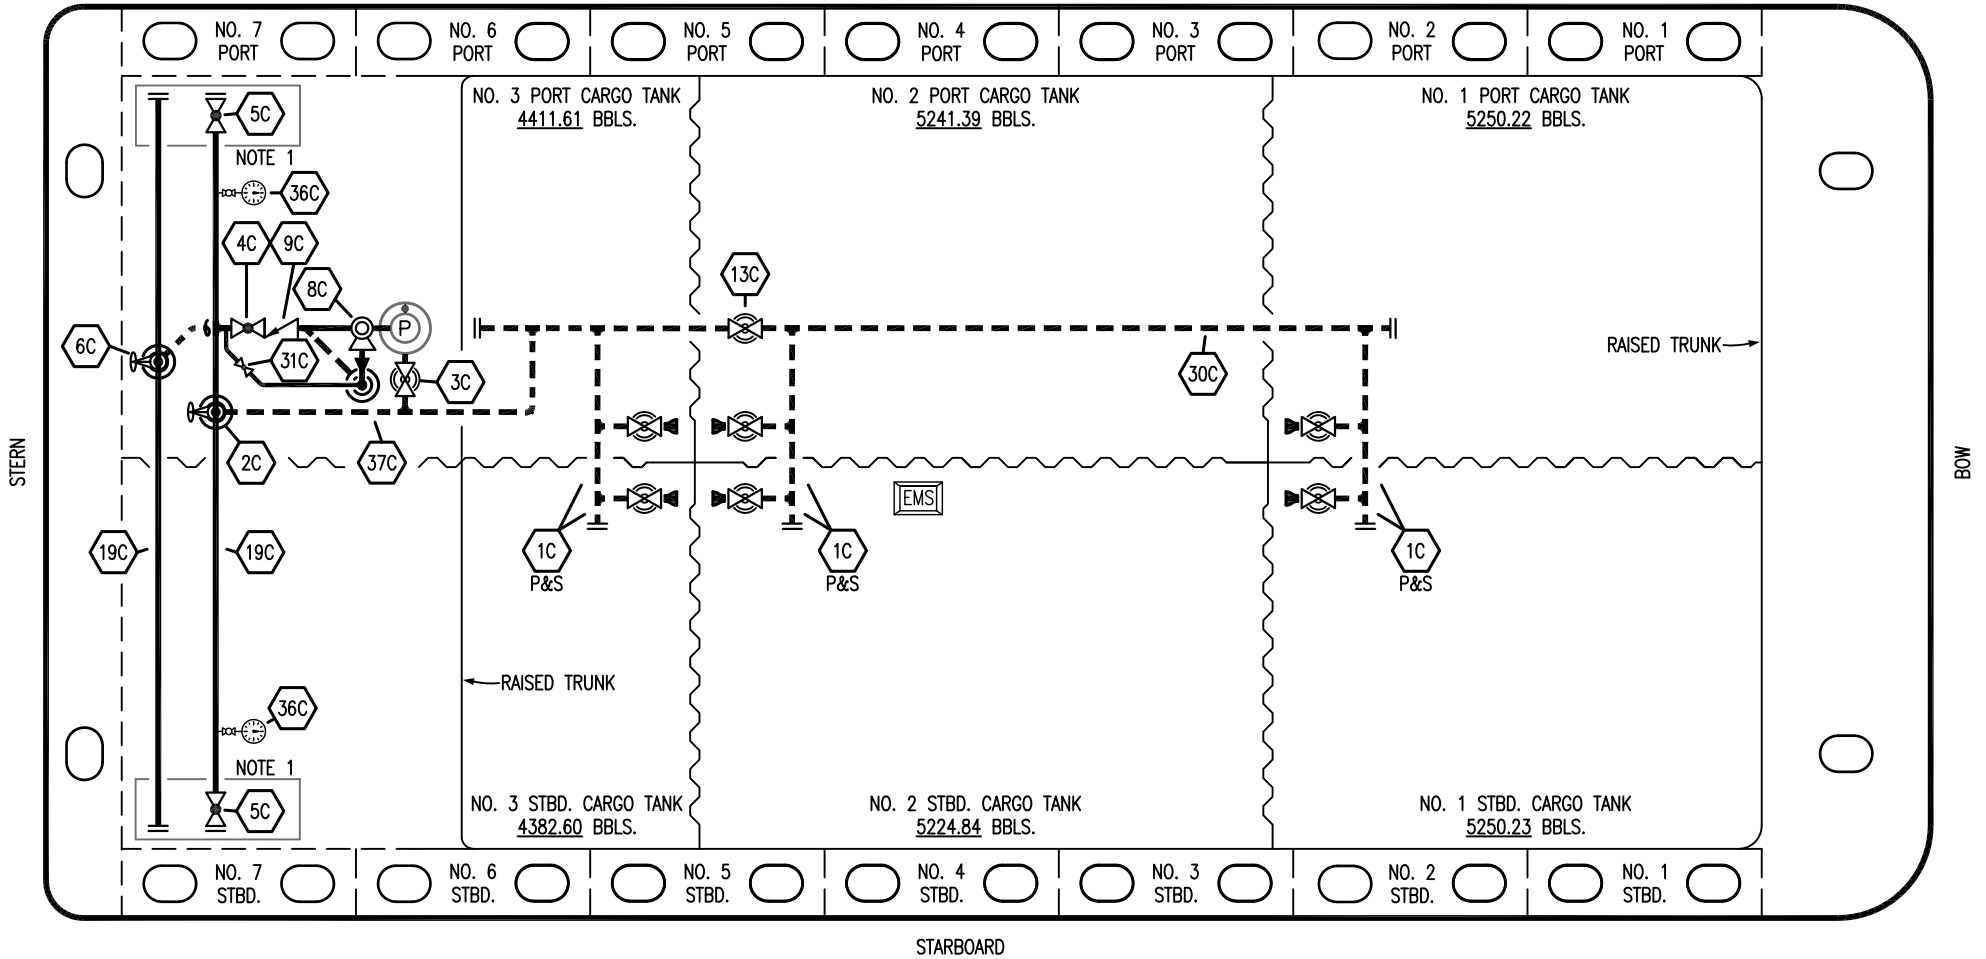 NO. 7
PORT
NO. 6
PORT
NO. 5
PORT
NO. 4
PORT
NO. 3
PORT
NO. 2
PORT
NO. 1
PORT
NO. 3 PORT CARGO TANK
4411.61 BBLS.
NO. 2 PORT CARGO TANK
5241.39 BBLS.
NO. 1 PORT CARGO TANK
5250.22 BBLS.
5C
NOTE 1
36C
4C
9C
8C
13C
P
6C
31C
3C
30C
RAISED TRUNK
2C
37C
STERN
BOW
EMS
19C
19C
1C
P&S
1C
P&S
1C
P&S
RAISED TRUNK
36C
NOTE 1
5C
NO. 3 STBD. CARGO TANK
4382.60 BBLS.
NO. 2 STBD. CARGO TANK
5224.84 BBLS.
NO. 1 STBD. CARGO TANK
5250.23 BBLS.
NO. 7
STBD.
NO. 6
STBD.
NO. 5
STBD.
NO. 4
STBD.
NO. 3
STBD.
NO. 2
STBD.
NO. 1
STBD.
STARBOARD